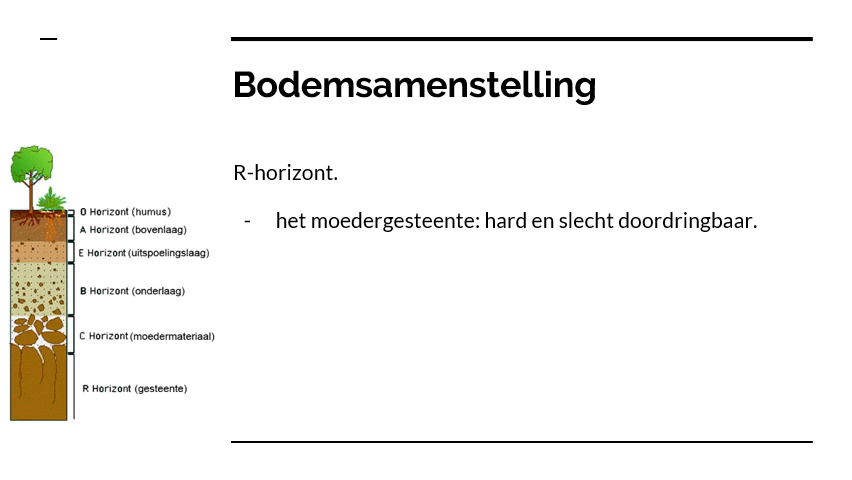 Bodemsamenstelling
R-horizont.
- het moedergesteente: hard en slecht doordringbaar.
O Horizont (humus)
A Horizont (bovenlaag)
E Horizont (uitspoelingslaag)
B Horizont (onderlaag)
C Horizont (moedermateriaal)
R Horizont (gesteente)